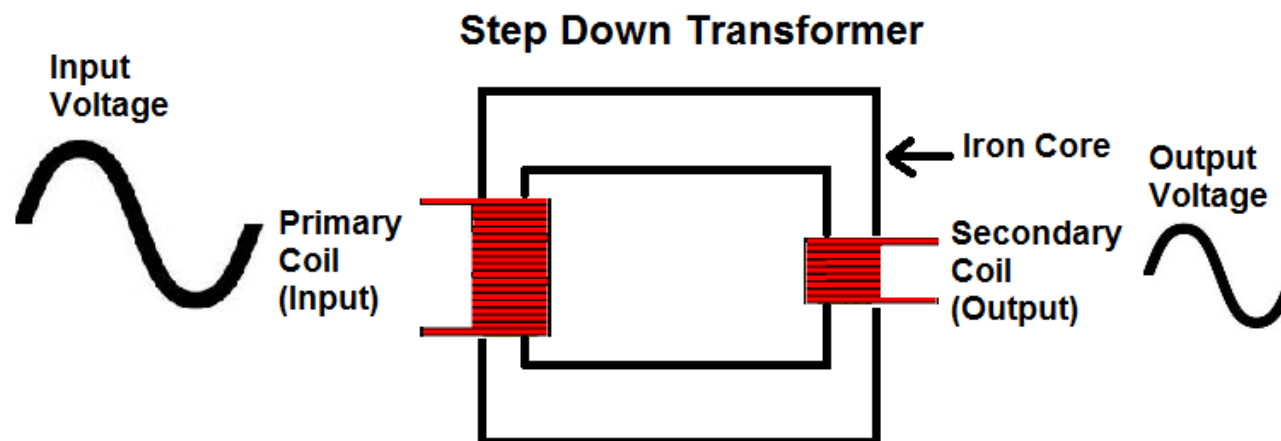 Step Down Transformer
Input
Voltage
Iron Core
Output
Voltage
Primary
Coil
(Input)
Secondary
Coil
(Output)